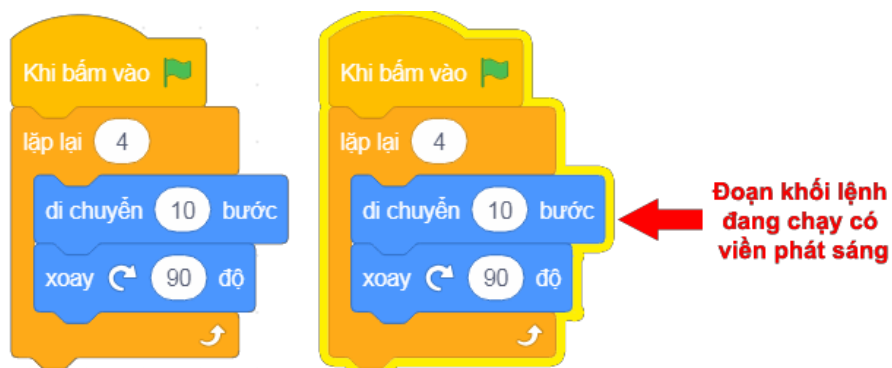 Khi bấm vào
lặp lại 4
di chuyển 10 bước
xoay 90 độ
Khi bấm vào
lặp lại 4
di chuyển 10 bước
xoay 90 độ
Đoạn khối lệnh
đang chạy có
viền phát sáng